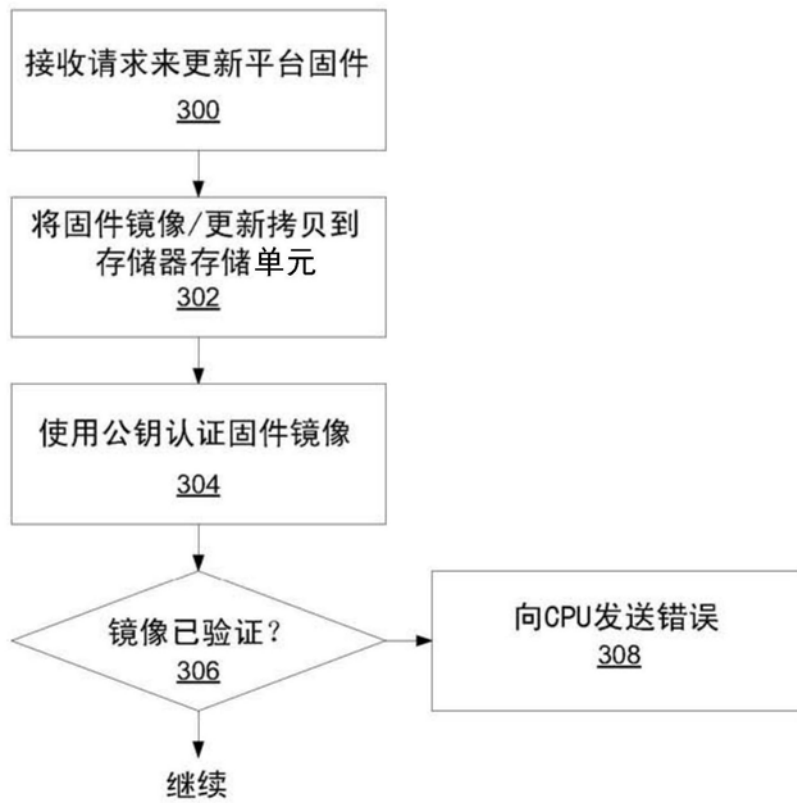 接收请求来更新平台固件
300
将固件镜像/更新拷贝到
存储器存储单元
302
使用公钥认证固件镜像
304
镜像已验证?
306
向CPU发送错误
308
继续